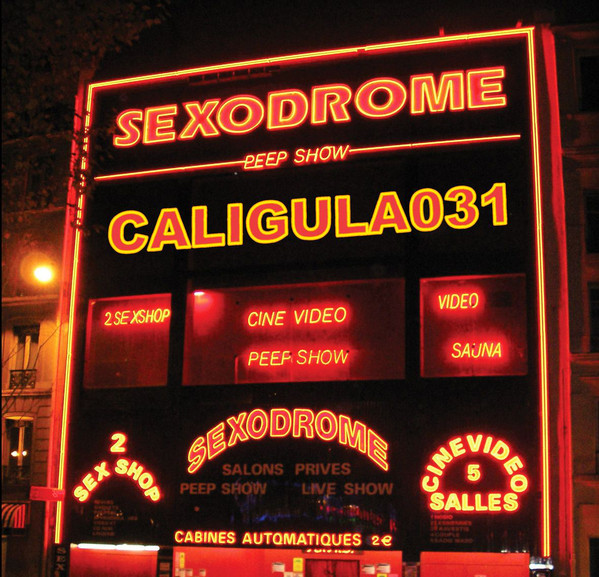 SEXODROME
PEEP SHOW
CALIGULA031
2 SEXSHOP
CINE VIDEO
PEEP SHOW
VIDEO
SAUNA
2
SEX SHOP
SEXODROME
SALONS PRIVES
PEEP SHOW LIVE SHOW
CINEVIDEO
5
SALLES
CABINES AUTOMATIQUES 2€